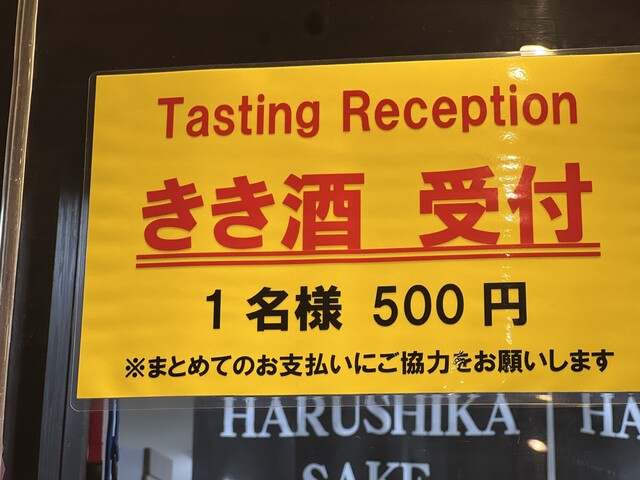 Tasting Reception
きき酒 受付
1名様 500円
※まとめてのお支払いにご協力をお願いします
HARUSHIKA HA
SAKE